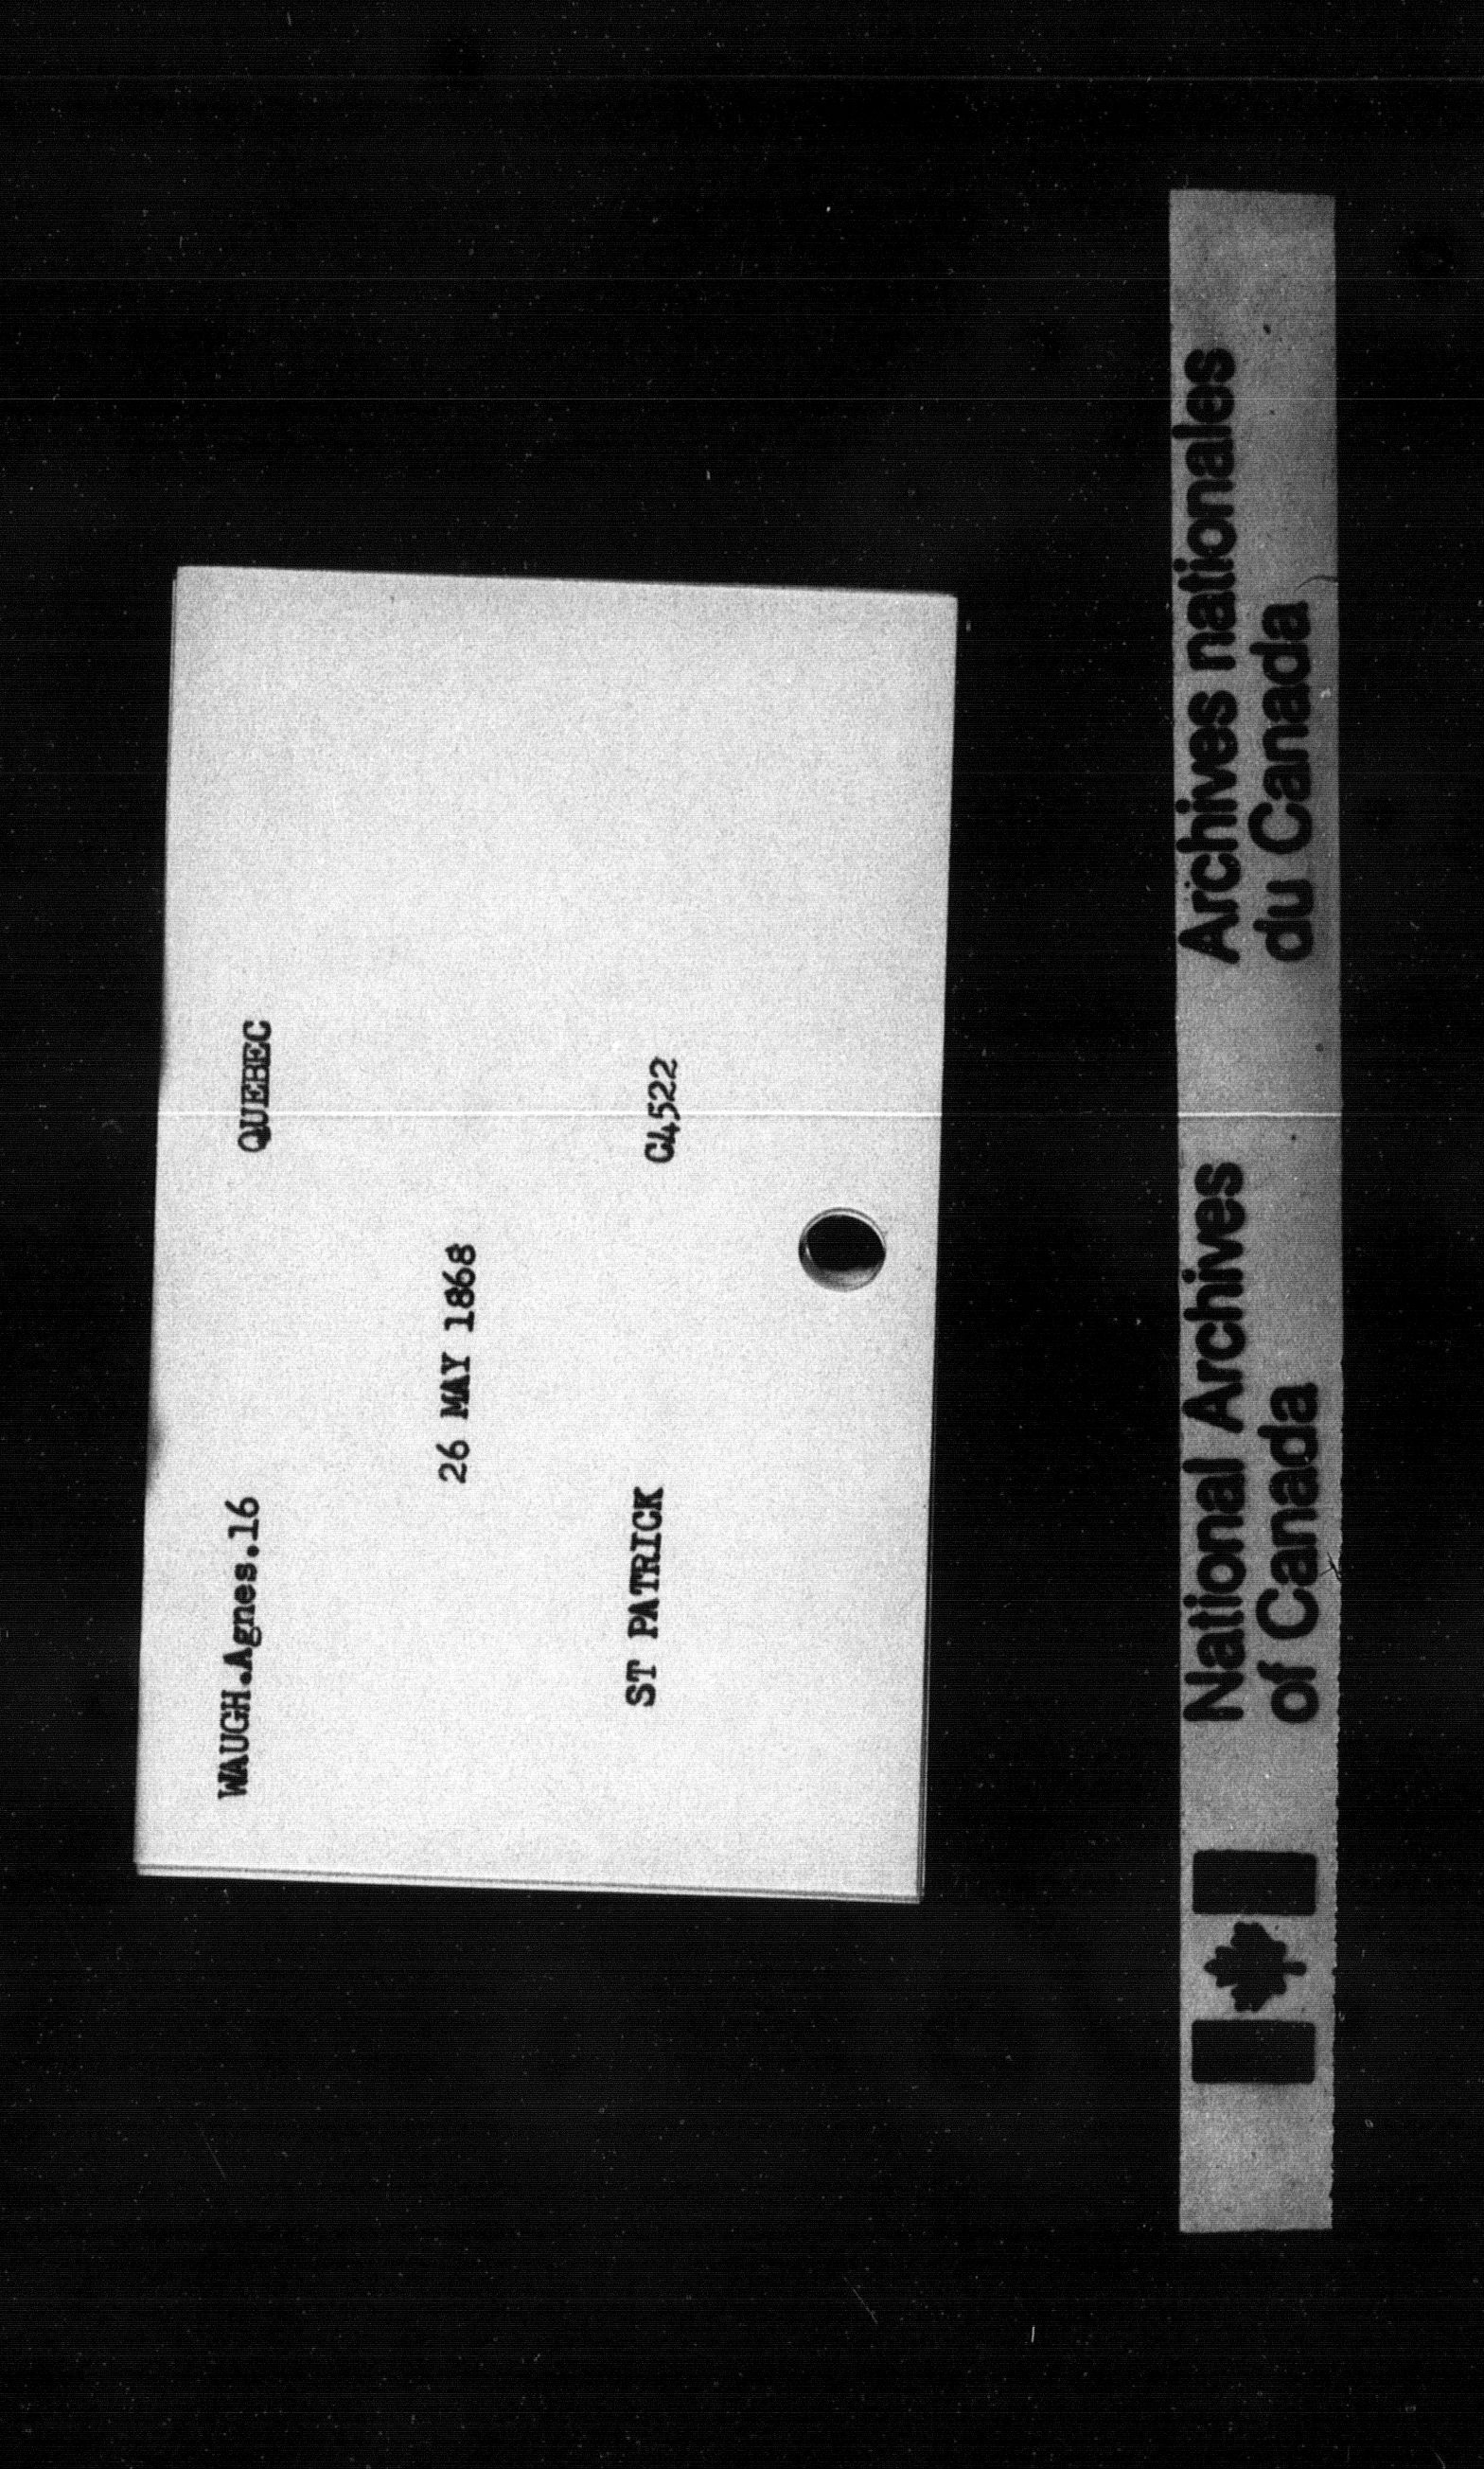 WAUGH.Agnes.16 QUEBEC
26 MAY 1868
ST PATRICK C4522
National Archives Archives nationales
of Canada du Canada